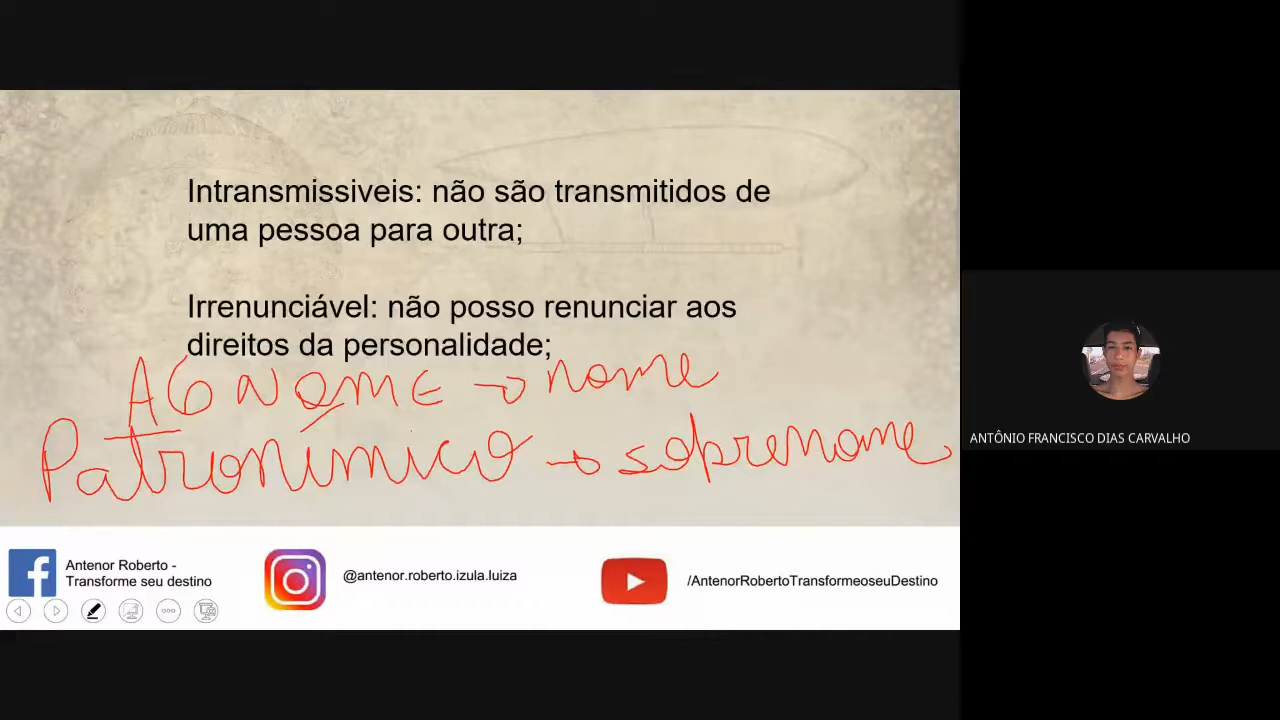 Intransmissiveis: não são transmitidos de
uma pessoa para outra;
Irrenunciável: não posso renunciar aos
direitos da personalidade;
AGNOME → nome
Patronímico → sobrenome
Antenor Roberto -
Transforme seu destino
@antenor.roberto.izula.luiza
/AntenorRobertoTransformeoseuDestino
ANTÔNIO FRANCISCO DIAS CARVALHO